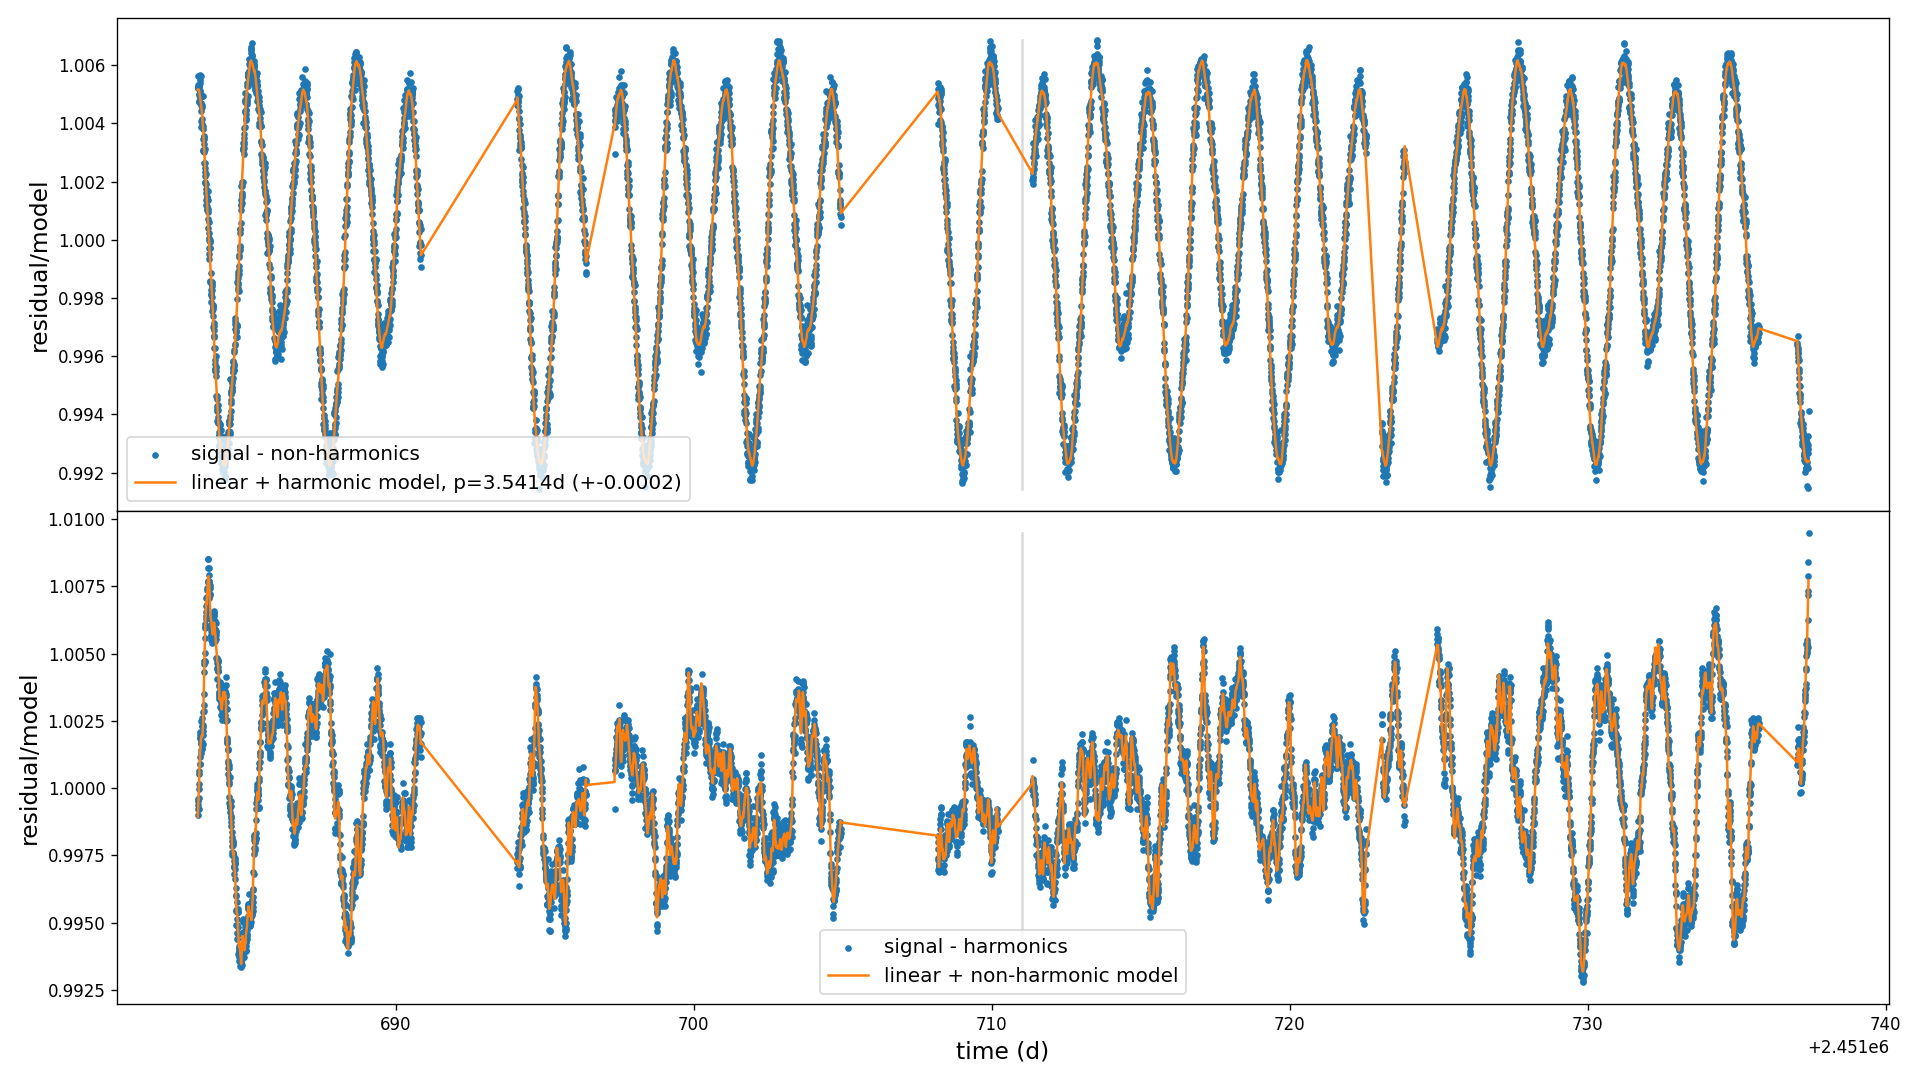 1.006
1.004
1.002
1.000
0.998
0.996
0.994
0.992
residual/model
signal - non-harmonics
linear + harmonic model, p=3.5414d (+-0.0002)
1.0100
1.0075
1.0050
1.0025
1.0000
0.9975
0.9950
0.9925
residual/model
signal - harmonics
linear + non-harmonic model
690
700
710
720
730
740
time (d)
+2.451e6